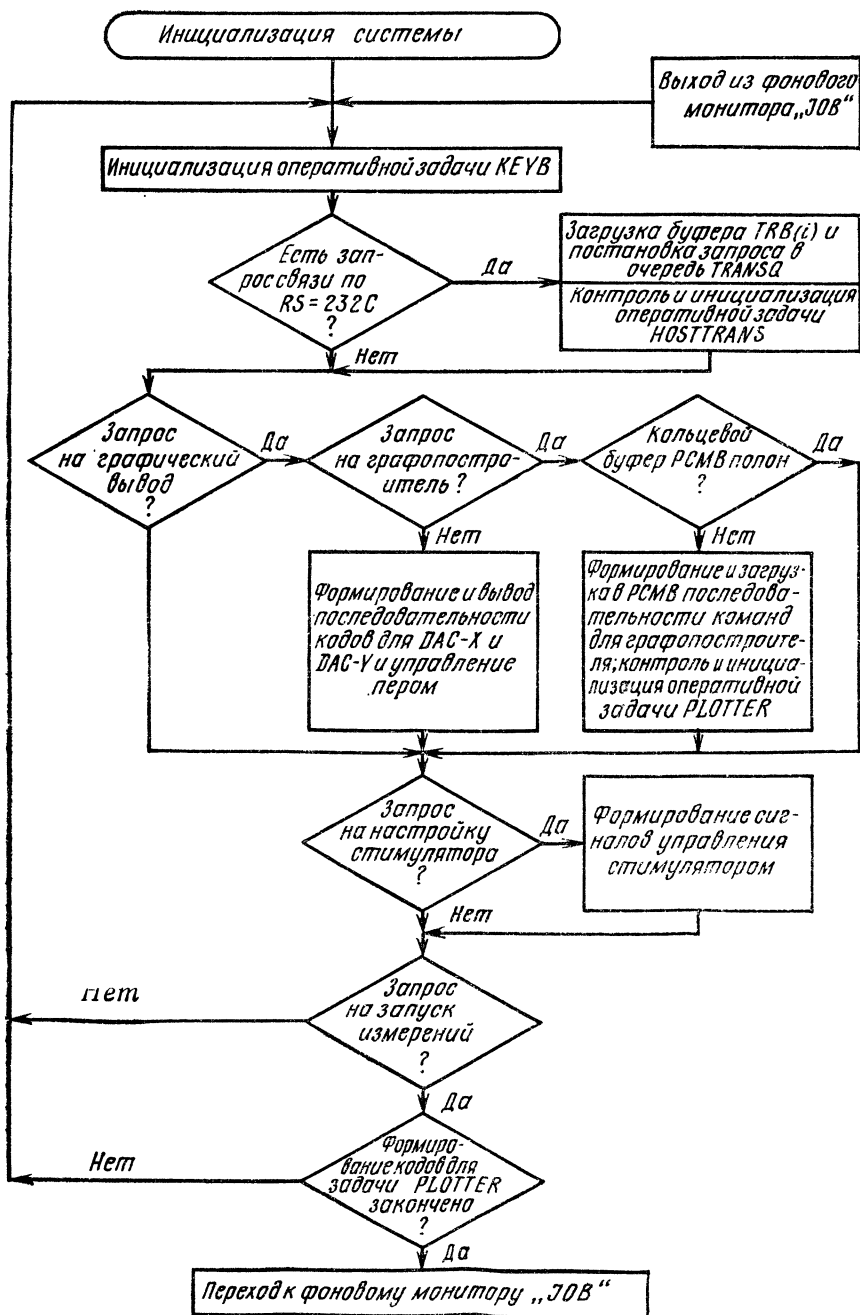 Инициализация системы
Выход из фонового
монитора „JOB“
Инициализация оперативной задачи KEYB
Есть зап-
рос связи по
RS=232C
?
Да
Загрузка буфера TRB(i) и
постановка запроса в
очередь TRANSQ
Контроль и инициализация
оперативной задачи
HOSTTRANS
Нет
Запрос
на графический
вывод
?
Да
Запрос
на графопостро-
итель?
Да
Кольцевой
буфер PCMB полон
?
Да
Нет
Нет
Формирование и вывод
последовательности
кодов для DAC-X и
DAC-Y и управление
пером
Формирование и загруз-
ка в PCMB последова-
тельности команд
для графопостроите-
ля; контроль и инициа-
лизация оперативной
задачи PLOTTER
Запрос
на настройку
стимулятора
?
Да
Формирование сиг-
налов управления
стимулятором
Нет
Запрос
на запуск
измерений
?
Нет
Да
Формиро-
вание кодов для
задачи PLOTTER
закончено
?
Нет
Да
Переход к фоновому монитору „JOB“